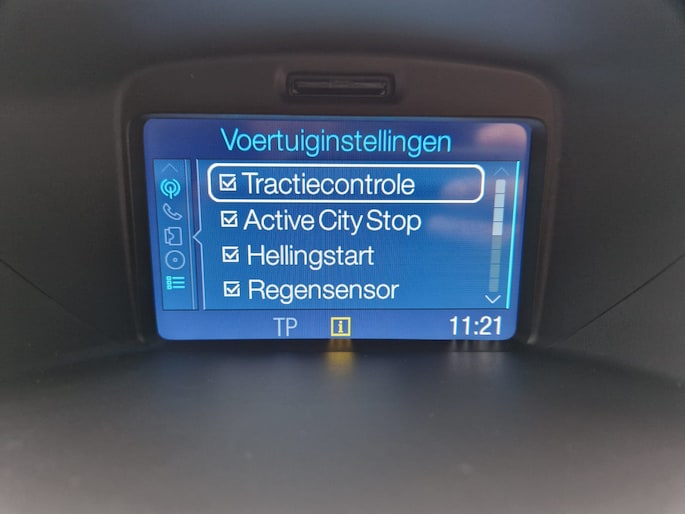 Voertuiginstellingen
Tractiecontrole
Active City Stop
Hellingstart
Regensensor
TP i 11:21